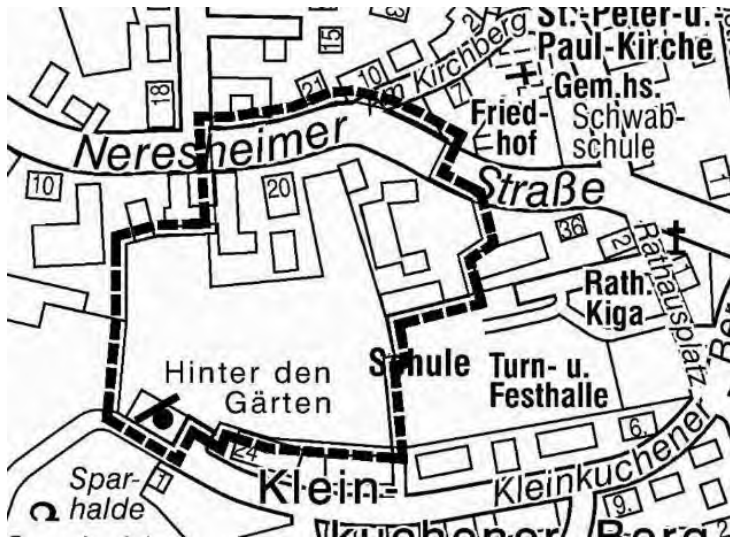 St.-Peter-u.-
Paul-Kirche
Kirchberg
Gem.hs.
15
21
10
7
18
Fried-
hof
Schwab-
schule
Neresheimer
Straße
10
20
36
2
1
Rathausplatz
Rath.
Kiga
Schule
Turn- u.
Festhalle
Hinter den
Gärten
24
6
Klein-
kuchener Berg
Kleinkuchener
Spar-
halde
1
9